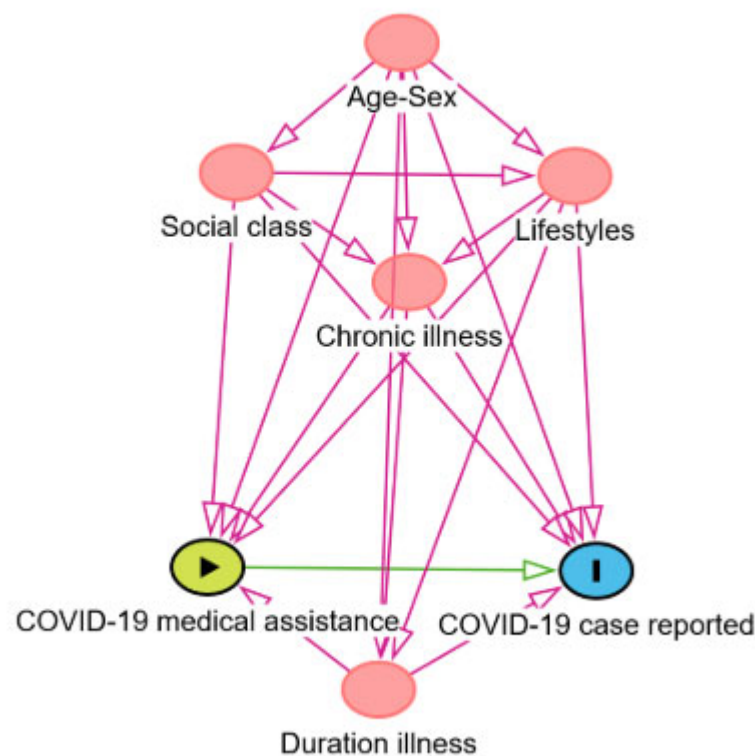 Age-Sex
Social class
Lifestyles
Chronic illness
COVID-19 medical assistance
COVID-19 case reported
Duration illness